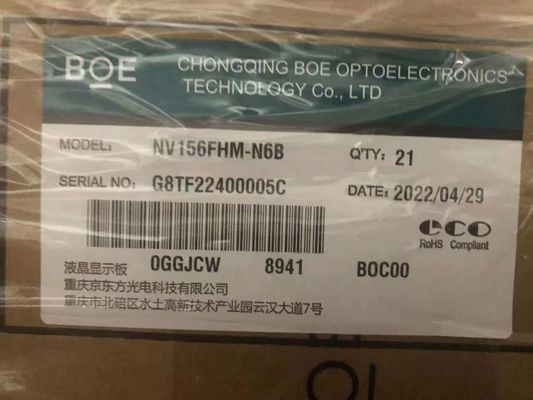 BOE
CHONGQING BOE OPTOELECTRONICS
TECHNOLOGY Co., LTD
MODEL: NV156FHM-N6B Q'TY: 21
SERIAL NO: G8TF22400005C DATE: 2022/04/29
eco
RoHS Compliant
液晶显示板 0GGJCW 8941 BOC00
重庆京东方光电科技有限公司
重庆市北碚区水土高新技术产业园云汉大道7号